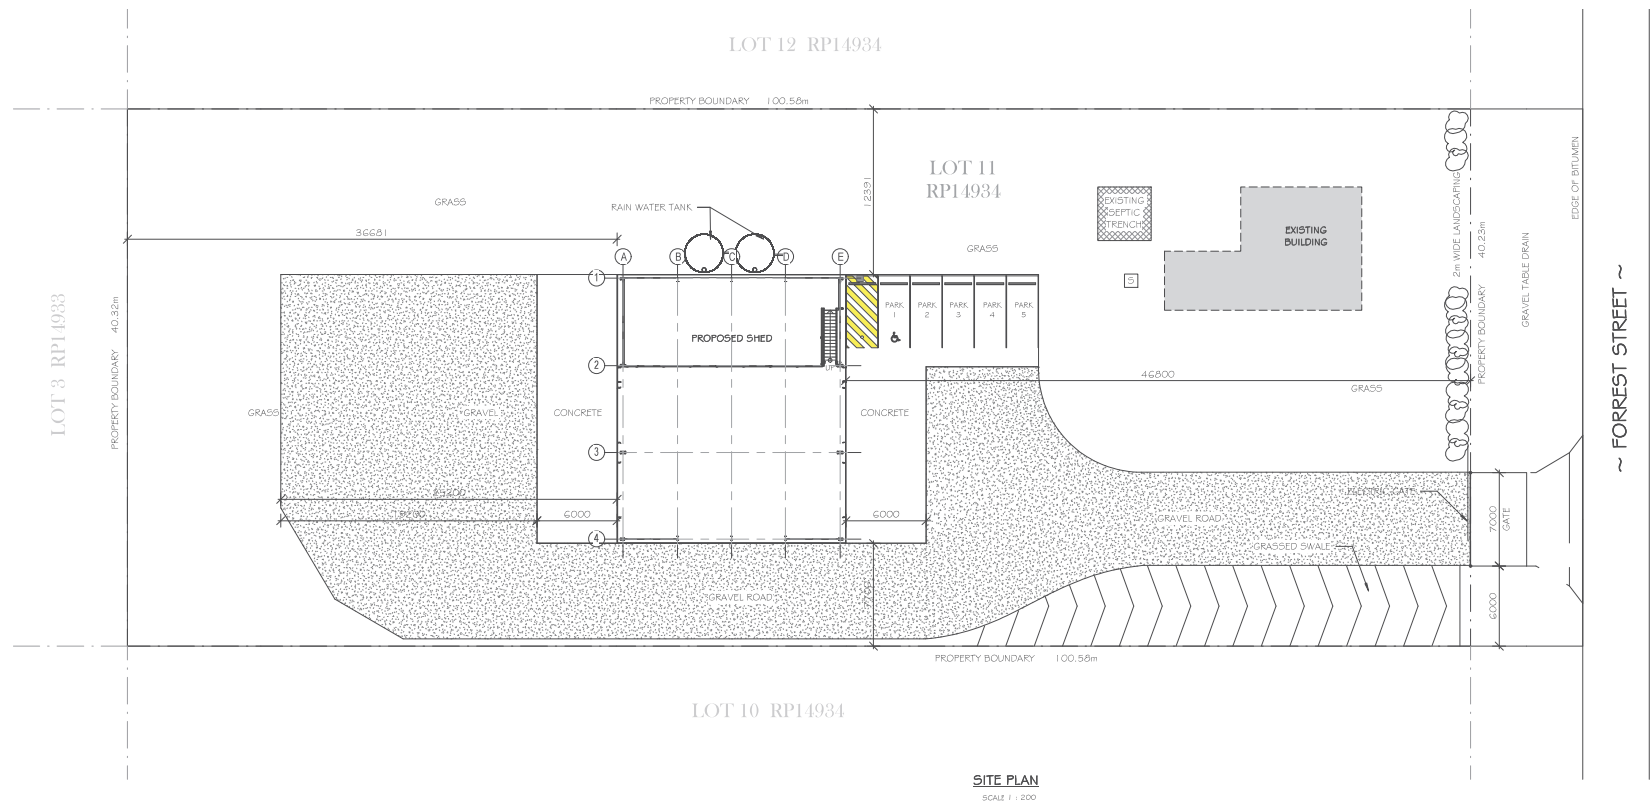 LOT 12 RP14934
PROPERTY BOUNDARY 100.58m
LOT 11
RP14934
12391
GRASS
RAIN WATER TANK
36681
GRASS
EXISTING
SEPTIC
TRENCH
EXISTING
BUILDING
S
2m WIDE LANDSCAPING
PROPERTY BOUNDARY 40.23m
GRAVEL TABLE DRAIN
EDGE OF BITUMEN
~ FORREST STREET ~
LOT 3 RP14933
PROPERTY BOUNDARY 40.32m
A
B
C
D
E
1
2
3
4
PROPOSED SHED
UP
PARK
1
PARK
2
PARK
3
PARK
4
PARK
5
46800
GRASS
GRASS
GRAVEL
CONCRETE
CONCRETE
25200
19200
6000
6000
ELECTRIC GATE
GRAVEL ROAD
7000
GATE
GRASSED SWALE
6000
GRAVEL ROAD
PROPERTY BOUNDARY 100.58m
LOT 10 RP14934
SITE PLAN
SCALE 1 : 200